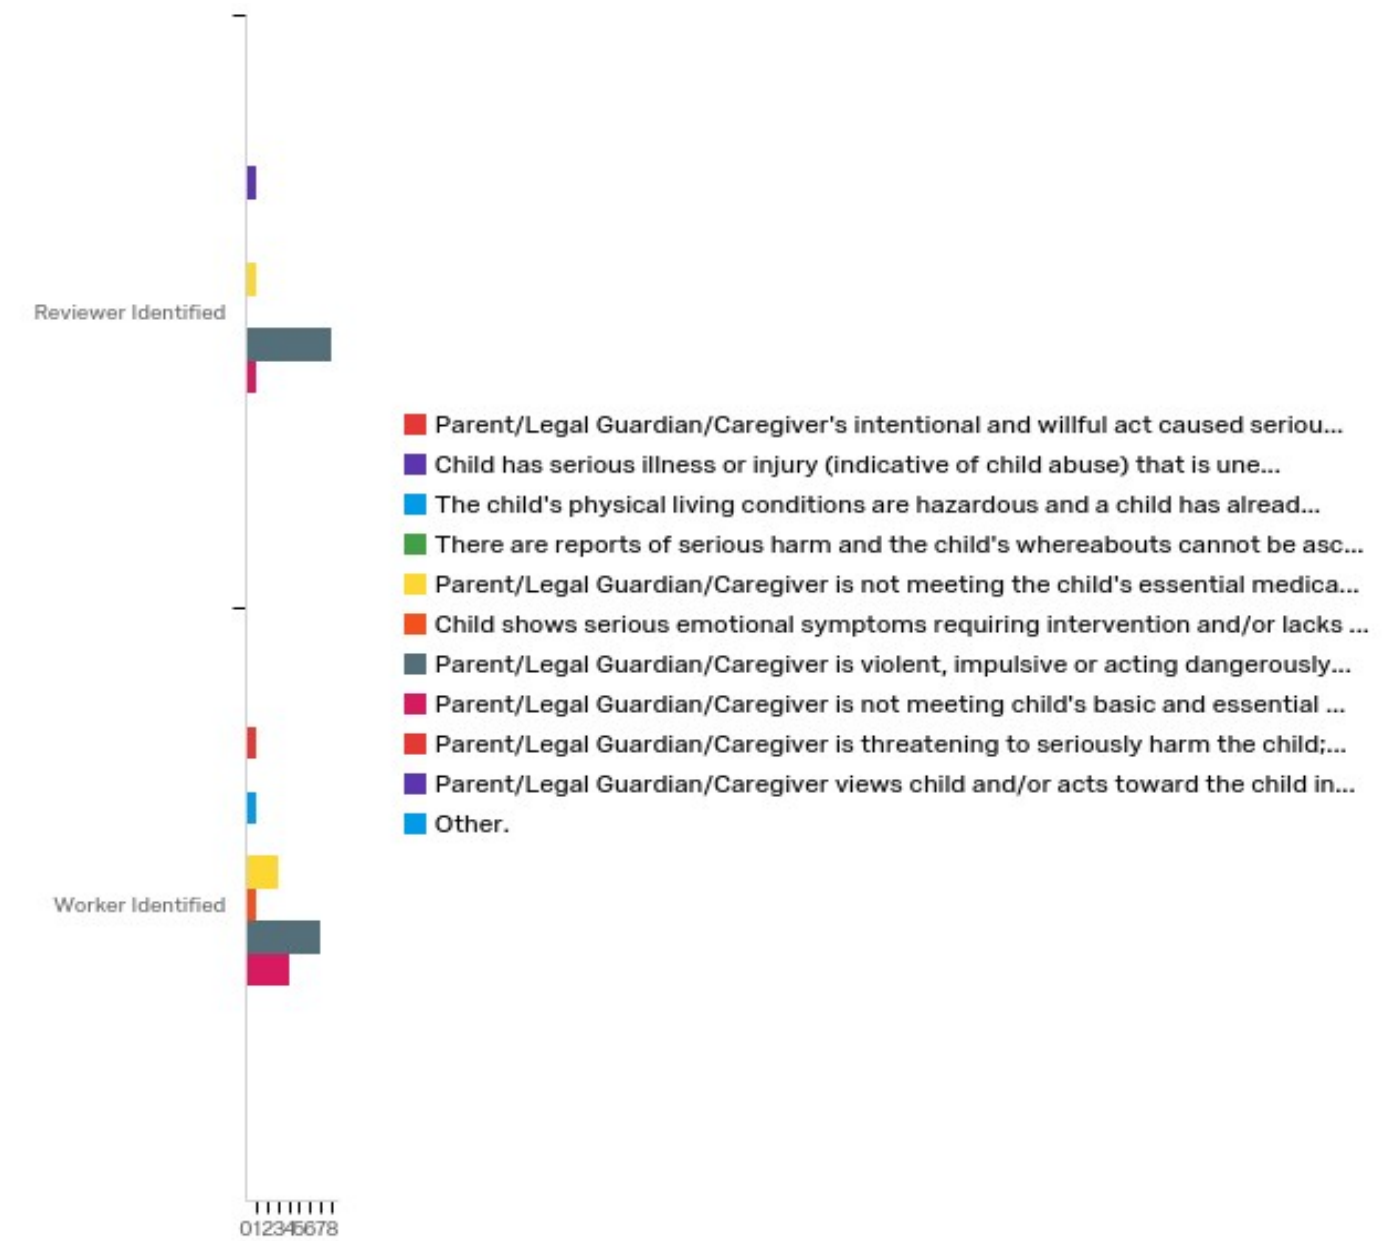 Reviewer Identified
Parent/Legal Guardian/Caregiver's intentional and willful act caused seriou...
Child has serious illness or injury (indicative of child abuse) that is une...
The child's physical living conditions are hazardous and a child has alread...
There are reports of serious harm and the child's whereabouts cannot be asc...
Parent/Legal Guardian/Caregiver is not meeting the child's essential medica...
Child shows serious emotional symptoms requiring intervention and/or lacks ...
Parent/Legal Guardian/Caregiver is violent, impulsive or acting dangerously...
Parent/Legal Guardian/Caregiver is not meeting child's basic and essential ...
Parent/Legal Guardian/Caregiver is threatening to seriously harm the child;...
Parent/Legal Guardian/Caregiver views child and/or acts toward the child in...
Other.
Worker Identified
012345678